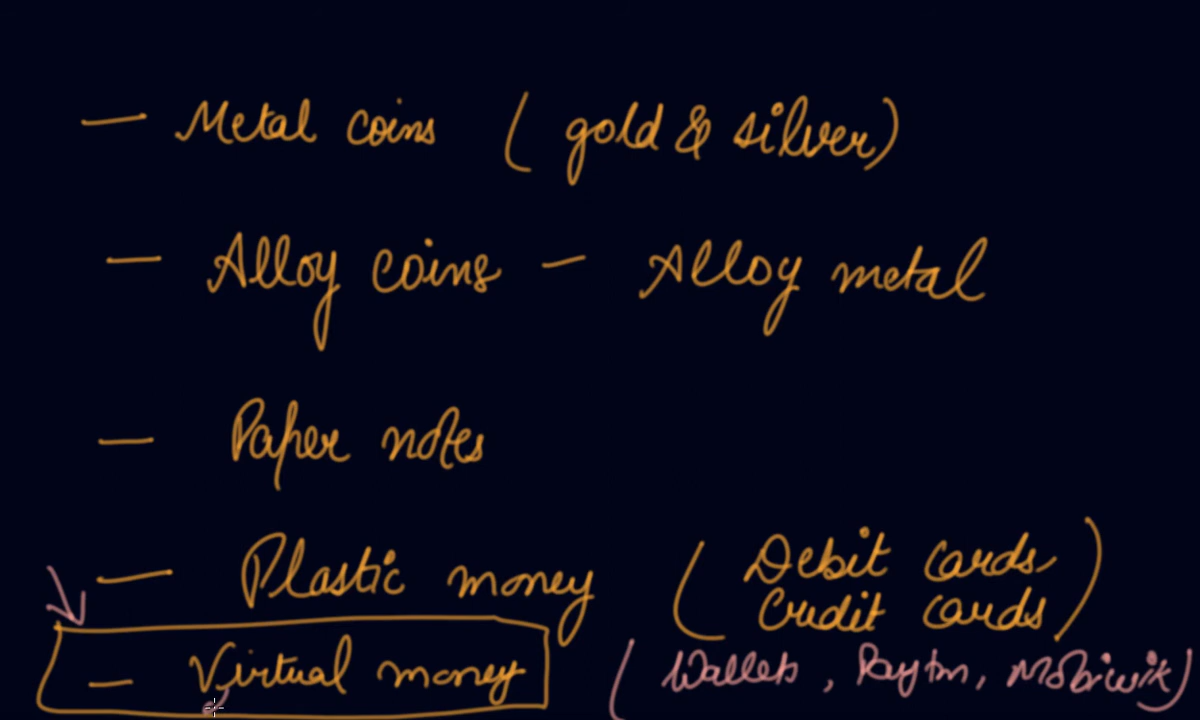 — Metal coins (gold & silver)
— Alloy coins — Alloy metal
— Paper notes
— Plastic money (Debit cards,
Credit cards)
— Virtual money (Wallets, Paytm, Mobiwik)